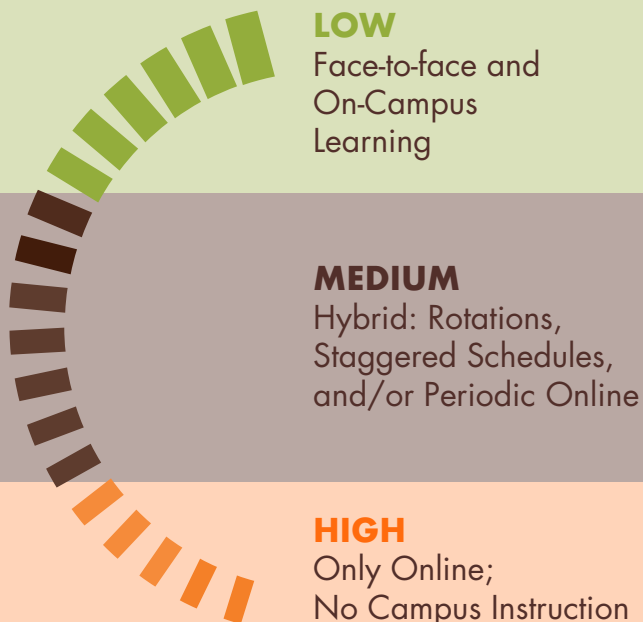 LOW
Face-to-face and
On-Campus
Learning
MEDIUM
Hybrid: Rotations,
Staggered Schedules,
and/or Periodic Online
HIGH
Only Online;
No Campus Instruction